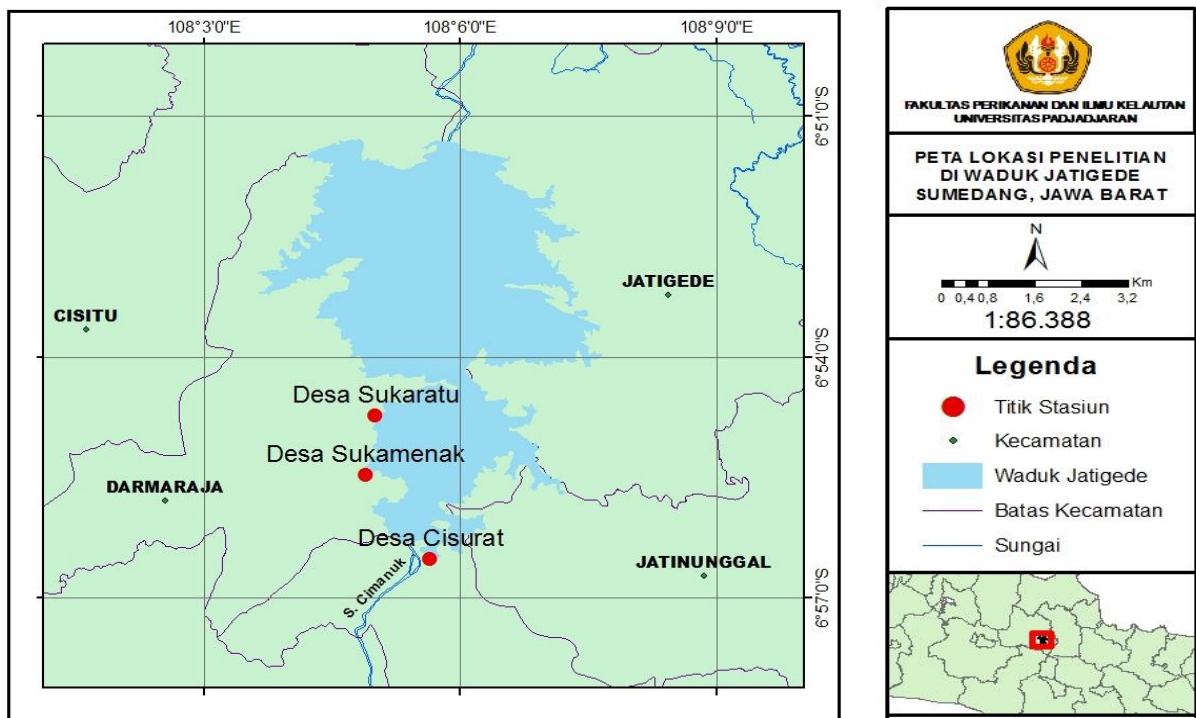 108°3'0"E
108°6'0"E
108°9'0"E
6°51'0"S
6°54'0"S
6°57'0"S
CISITU
JATIGEDE
Desa Sukaratu
Desa Sukamenak
DARMARAJA
Desa Cisurat
JATINUNGGAL
S. Cimanuk
FAKULTAS PERIKANAN DAN ILMU KELAUTAN
UNIVERSITAS PADJADJARAN
PETA LOKASI PENELITIAN
DI WADUK JATIGEDE
SUMEDANG, JAWA BARAT
N
Km
0 0,4 0,8 1,6 2,4 3,2
1:86.388
Legenda
Titik Stasiun
Kecamatan
Waduk Jatigede
Batas Kecamatan
Sungai